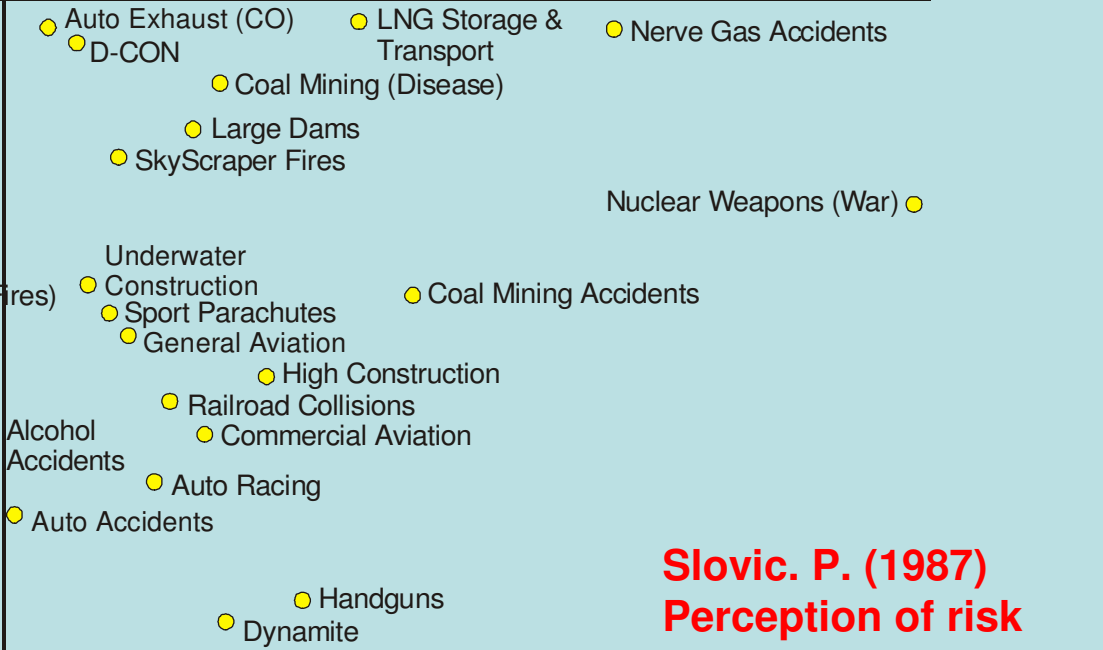 Auto Exhaust (CO)
D-CON
LNG Storage &
Transport
Nerve Gas Accidents
Coal Mining (Disease)
Large Dams
SkyScraper Fires
Nuclear Weapons (War)
Underwater
Construction
ires)
Coal Mining Accidents
Sport Parachutes
General Aviation
High Construction
Railroad Collisions
Alcohol
Accidents
Commercial Aviation
Auto Racing
Auto Accidents
Handguns
Dynamite
Slovic. P. (1987)
Perception of risk